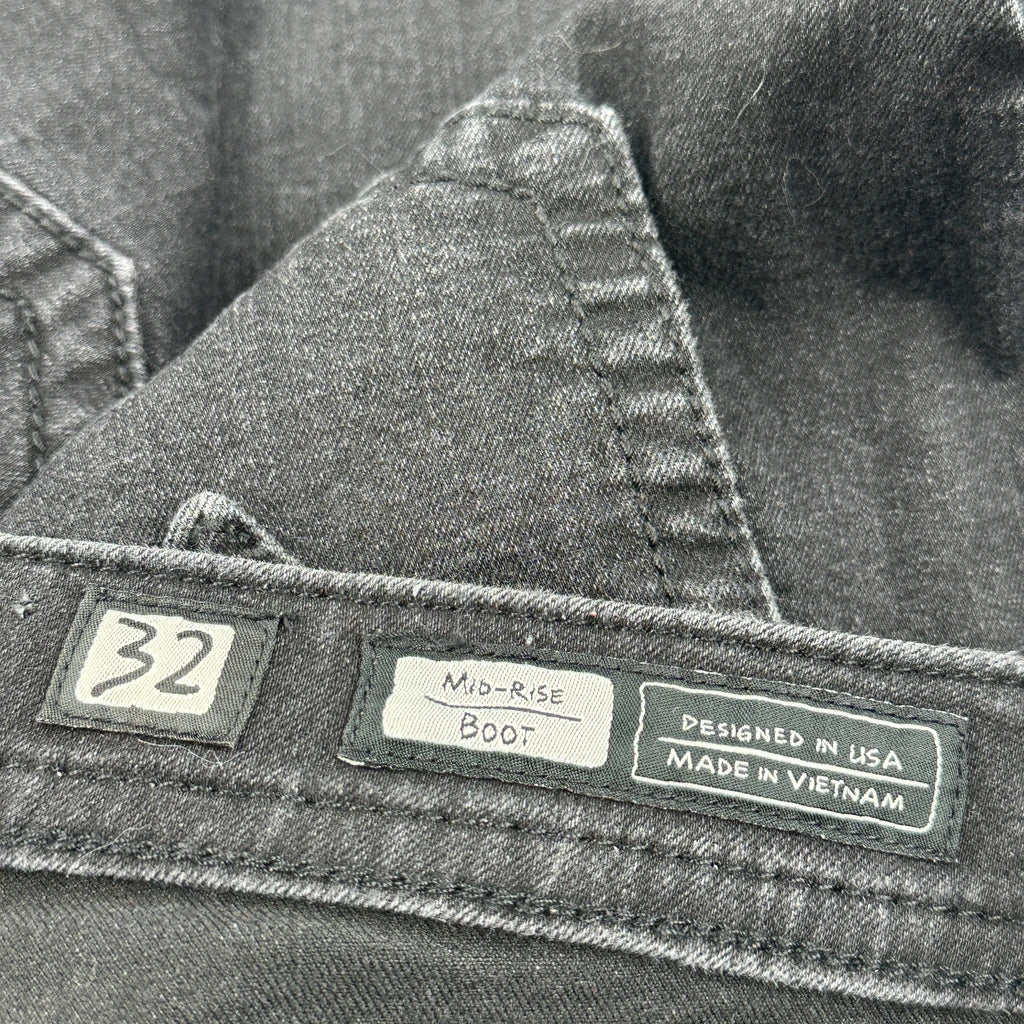 32
MID-RISE
BOOT
DESIGNED IN USA
MADE IN VIETNAM